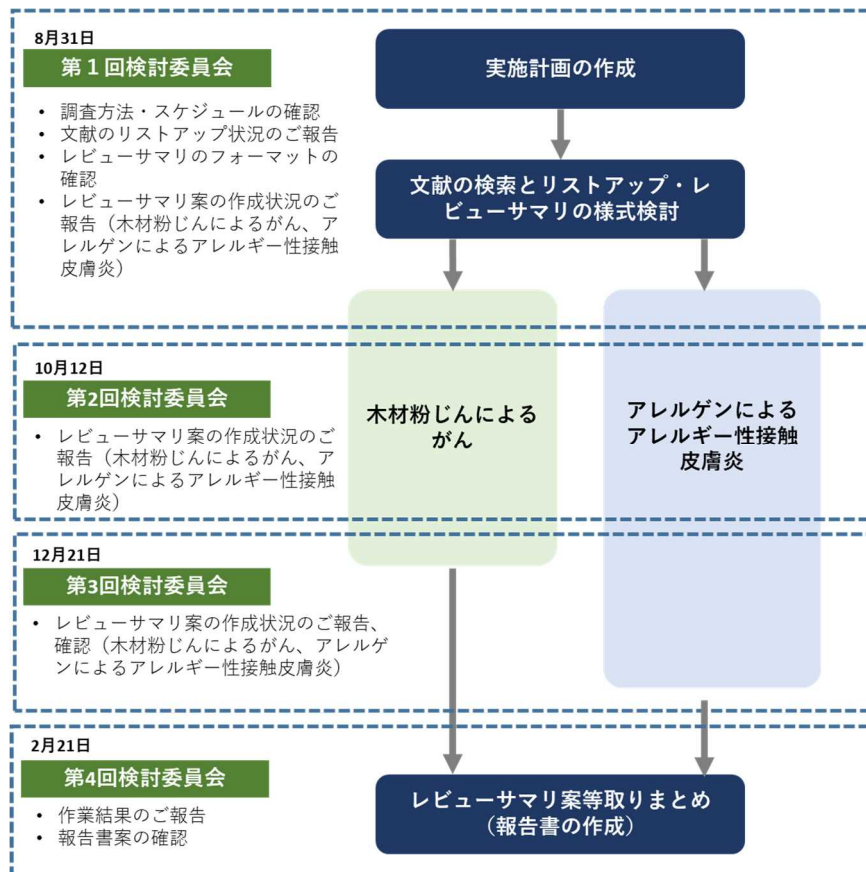 8月31日
第１回検討委員会
• 調査方法・スケジュールの確認
• 文献のリストアップ状況のご報告
• レビューサマリのフォーマットの
確認
• レビューサマリ案の作成状況のご
報告（木材粉じんによるがん、ア
レルゲンによるアレルギー性接触
皮膚炎）
実施計画の作成
文献の検索とリストアップ・レ
ビューサマリの様式検討
10月12日
第2回検討委員会
• レビューサマリ案の作成状況のご
報告（木材粉じんによるがん、ア
レルゲンによるアレルギー性接触
皮膚炎）
木材粉じんによる
がん
アレルゲンによる
アレルギー性接触
皮膚炎
12月21日
第3回検討委員会
• レビューサマリ案の作成状況のご報告、
確認（木材粉じんによるがん、アレルゲ
ンによるアレルギー性接触皮膚炎）
2月21日
第4回検討委員会
• 作業結果のご報告
• 報告書案の確認
レビューサマリ案等取りまとめ
（報告書の作成）